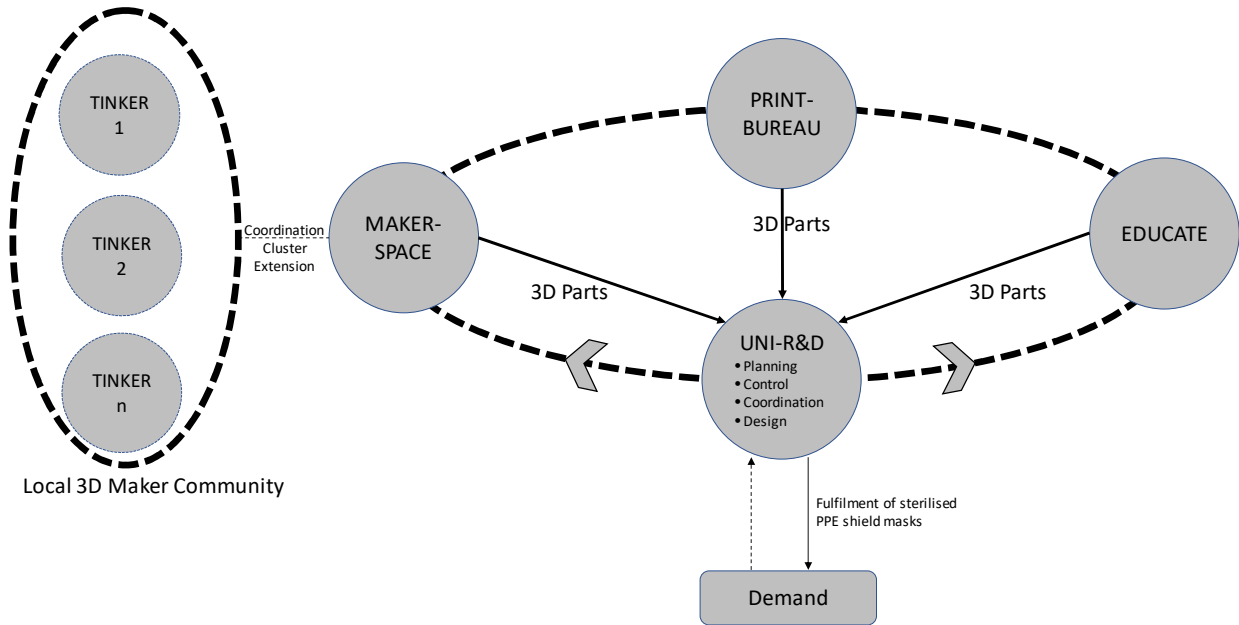 TINKER
1
TINKER
2
TINKER
n
Local 3D Maker Community
Coordination
Cluster
Extension
MAKER-
SPACE
PRINT-
BUREAU
EDUCATE
3D Parts
3D Parts
3D Parts
UNI-R&D
• Planning
• Control
• Coordination
• Design
Fulfilment of sterilised
PPE shield masks
Demand